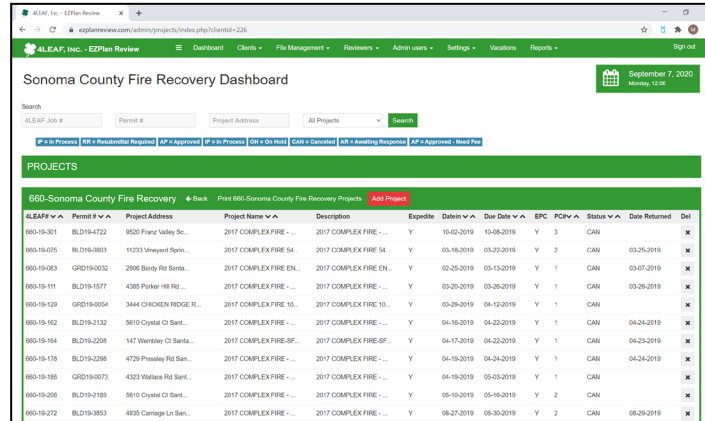 4LEAF, Inc. - EZPlan Review
ezplanreview.com/admin/projects/index.php?clientid=226
4LEAF, INC. - EZPlan Review Dashboard Clients File Management Reviewers Admin users Settings Vacations Reports Sign out
Sonoma County Fire Recovery Dashboard
September 7, 2020
Monday, 12:06
Search
4LEAF Job # Permit # Project Address All Projects Search
IP = In Process RR = Resubmittal Required AP = Approved IP = In Process OH = On Hold CAN = Canceled AR = Awaiting Response AP = Approved - Need Fee
PROJECTS
660-Sonoma County Fire Recovery Back Print 660-Sonoma County Fire Recovery Projects Add Project
4LEAF# Permit # Project Address Project Name Description Expedite Datein Due Date EPC PC# Status Date Returned Del
660-19-301 BLD19-4722 9520 Franz Valley Sc... 2017 COMPLEX FIRE - ... 2017 COMPLEX FIRE - ... Y 10-02-2019 10-08-2019 Y 3 CAN
660-19-075 BLD19-0803 11233 Vineyard Sprin... 2017 COMPLEX FIRE 54... 2017 COMPLEX FIRE 54... Y 03-18-2019 03-22-2019 Y 2 CAN 03-25-2019
660-19-083 GRD19-0032 2806 Bardy Rd Santa... 2017 COMPLEX FIRE EN... 2017 COMPLEX FIRE EN... Y 02-25-2019 03-13-2019 Y 1 CAN 03-07-2019
660-19-111 BLD19-1577 4385 Parker Hill Rd ... 2017 COMPLEX FIRE - ... 2017 COMPLEX FIRE - ... Y 03-20-2019 03-26-2019 Y 1 CAN 03-26-2019
660-19-129 GRD19-0054 3444 CHICKEN RIDGE R... 2017 COMPLEX FIRE 10... 2017 COMPLEX FIRE 10... Y 03-29-2019 04-12-2019 Y 1 CAN
660-19-162 BLD19-2132 5610 Crystal Ct Sant... 2017 COMPLEX FIRE - ... 2017 COMPLEX FIRE - ... Y 04-16-2019 04-22-2019 Y 1 CAN 04-24-2019
660-19-164 BLD19-2208 147 Wembley Ct Santa... 2017 COMPLEX FIRE-SF... 2017 COMPLEX FIRE-SF... Y 04-17-2019 04-22-2019 Y 1 CAN 04-23-2019
660-19-178 BLD19-2298 4729 Pressley Rd San... 2017 COMPLEX FIRE - ... 2017 COMPLEX FIRE - ... Y 04-19-2019 04-24-2019 Y 1 CAN 04-24-2019
660-19-186 GRD19-0073 4323 Wallace Rd Sant... 2017 COMPLEX FIRE - ... 2017 COMPLEX FIRE - ... Y 04-19-2019 05-03-2019 Y 1 CAN
660-19-206 BLD19-2189 5610 Crystal Ct Sant... 2017 COMPLEX FIRE - ... 2017 COMPLEX FIRE - ... Y 05-10-2019 05-16-2019 Y 2 CAN
660-19-272 BLD19-3853 4835 Carriage Ln San... 2017 COMPLEX FIRE - ... 2017 COMPLEX FIRE - ... Y 08-27-2019 08-30-2019 Y 2 CAN 08-29-2019